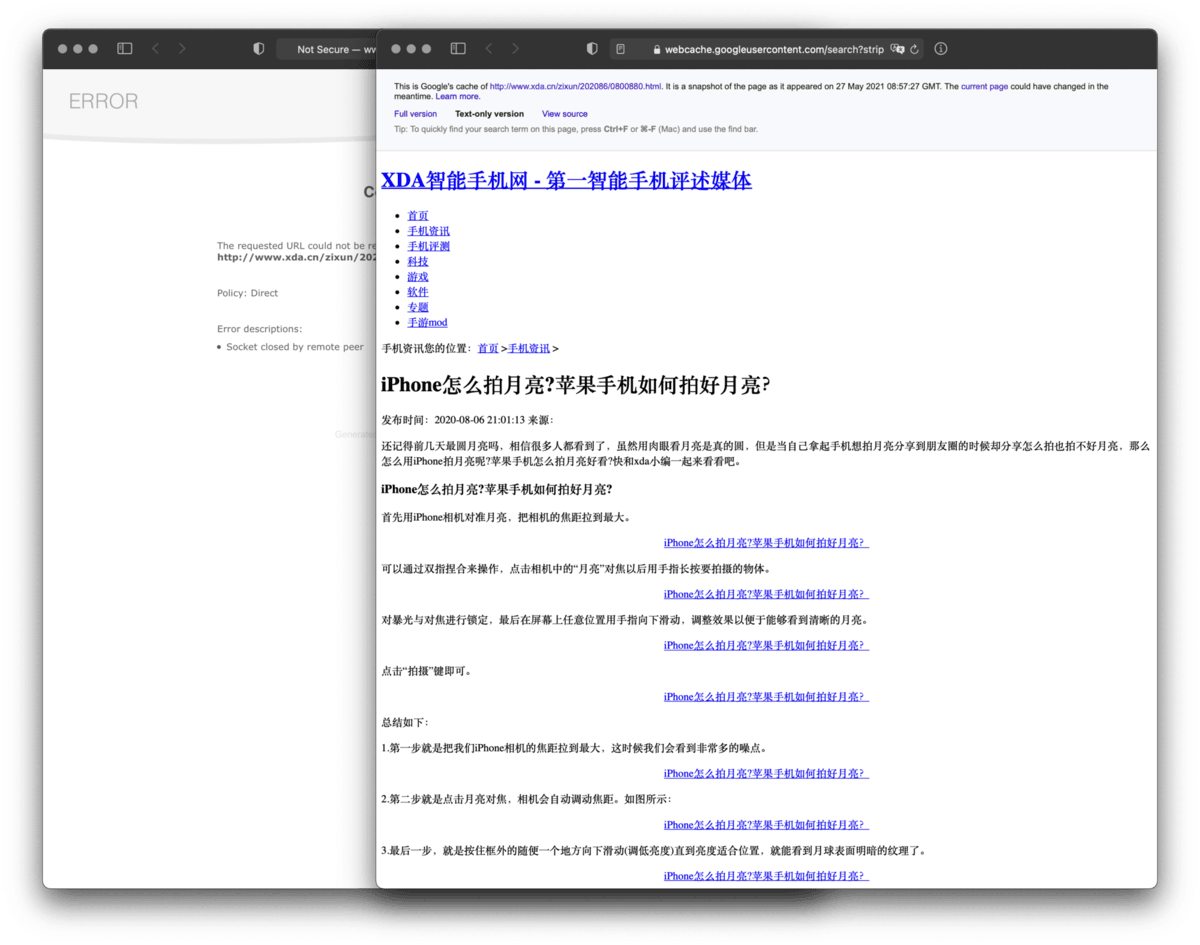 Not Secure — ww
ERROR
C
The requested URL could not be re
http://www.xda.cn/zixun/202
Policy: Direct
Error descriptions:
• Socket closed by remote peer
webcache.googleusercontent.com/search?strip
This is Google's cache of http://www.xda.cn/zixun/202086/0800880.html. It is a snapshot of the page as it appeared on 27 May 2021 08:57:27 GMT. The current page could have changed in the
meantime. Learn more.
Full version Text-only version View source
Tip: To quickly find your search term on this page, press Ctrl+F or ⌘-F (Mac) and use the find bar.
XDA智能手机网 - 第一智能手机评述媒体
• 首页
• 手机资讯
• 手机评测
• 科技
• 游戏
• 软件
• 专题
• 手游mod
手机资讯您的位置：首页 >手机资讯 >
iPhone怎么拍月亮?苹果手机如何拍好月亮?
发布时间：2020-08-06 21:01:13 来源：
还记得前几天最圆月亮吗，相信很多人都看到了，虽然用肉眼看月亮是真的圆，但是当自己拿起手机想拍月亮分享到朋友圈的时候却分享怎么拍也拍不好月亮，那么
怎么用iPhone拍月亮呢?苹果手机怎么拍月亮好看?快和xda小编一起来看看吧。
iPhone怎么拍月亮?苹果手机如何拍好月亮?
首先用iPhone相机对准月亮，把相机的焦距拉到最大。
iPhone怎么拍月亮?苹果手机如何拍好月亮?
可以通过双指捏合来操作，点击相机中的“月亮”对焦以后用手指长按要拍摄的物体。
iPhone怎么拍月亮?苹果手机如何拍好月亮?
对暴光与对焦进行锁定，最后在屏幕上任意位置用手指向下滑动，调整效果以便于能够看到清晰的月亮。
iPhone怎么拍月亮?苹果手机如何拍好月亮?
点击“拍摄”键即可。
iPhone怎么拍月亮?苹果手机如何拍好月亮?
总结如下：
1.第一步就是把我们iPhone相机的焦距拉到最大，这时候我们会看到非常多的噪点。
iPhone怎么拍月亮?苹果手机如何拍好月亮?
2.第二步就是点击月亮对焦，相机会自动调动焦距。如图所示：
iPhone怎么拍月亮?苹果手机如何拍好月亮?
3.最后一步，就是按住框外的随便一个地方向下滑动(调低亮度)直到亮度适合位置，就能看到月球表面明暗的纹理了。
iPhone怎么拍月亮?苹果手机如何拍好月亮?